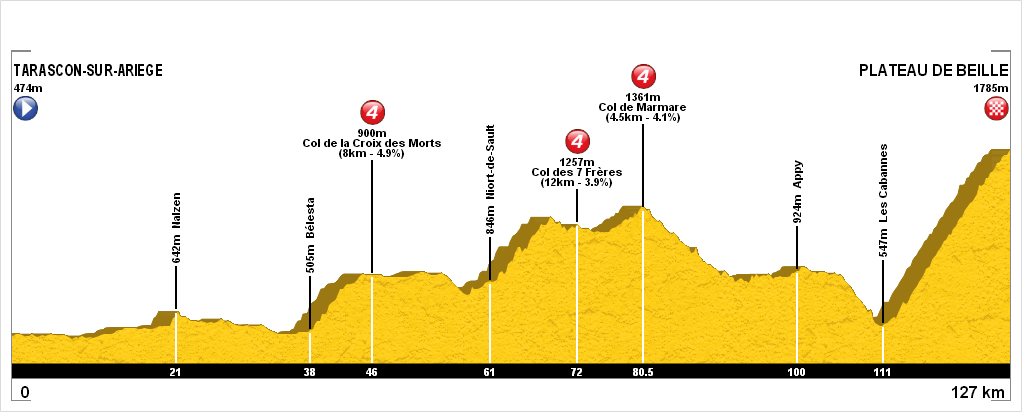 TARASCON-SUR-ARIEGE
474m
PLATEAU DE BEILLE
1785m
4
900m
Col de la Croix des Morts
(8km - 4.9%)
4
1257m
Col des 7 Frères
(12km - 3.9%)
4
1361m
Col de Marmare
(4.5km - 4.1%)
642m Nalzen
505m Bélesta
846m Niort-de-Sault
924m Appy
547m Les Cabannes
21 38 46 61 72 80.5 100 111
0 127 km